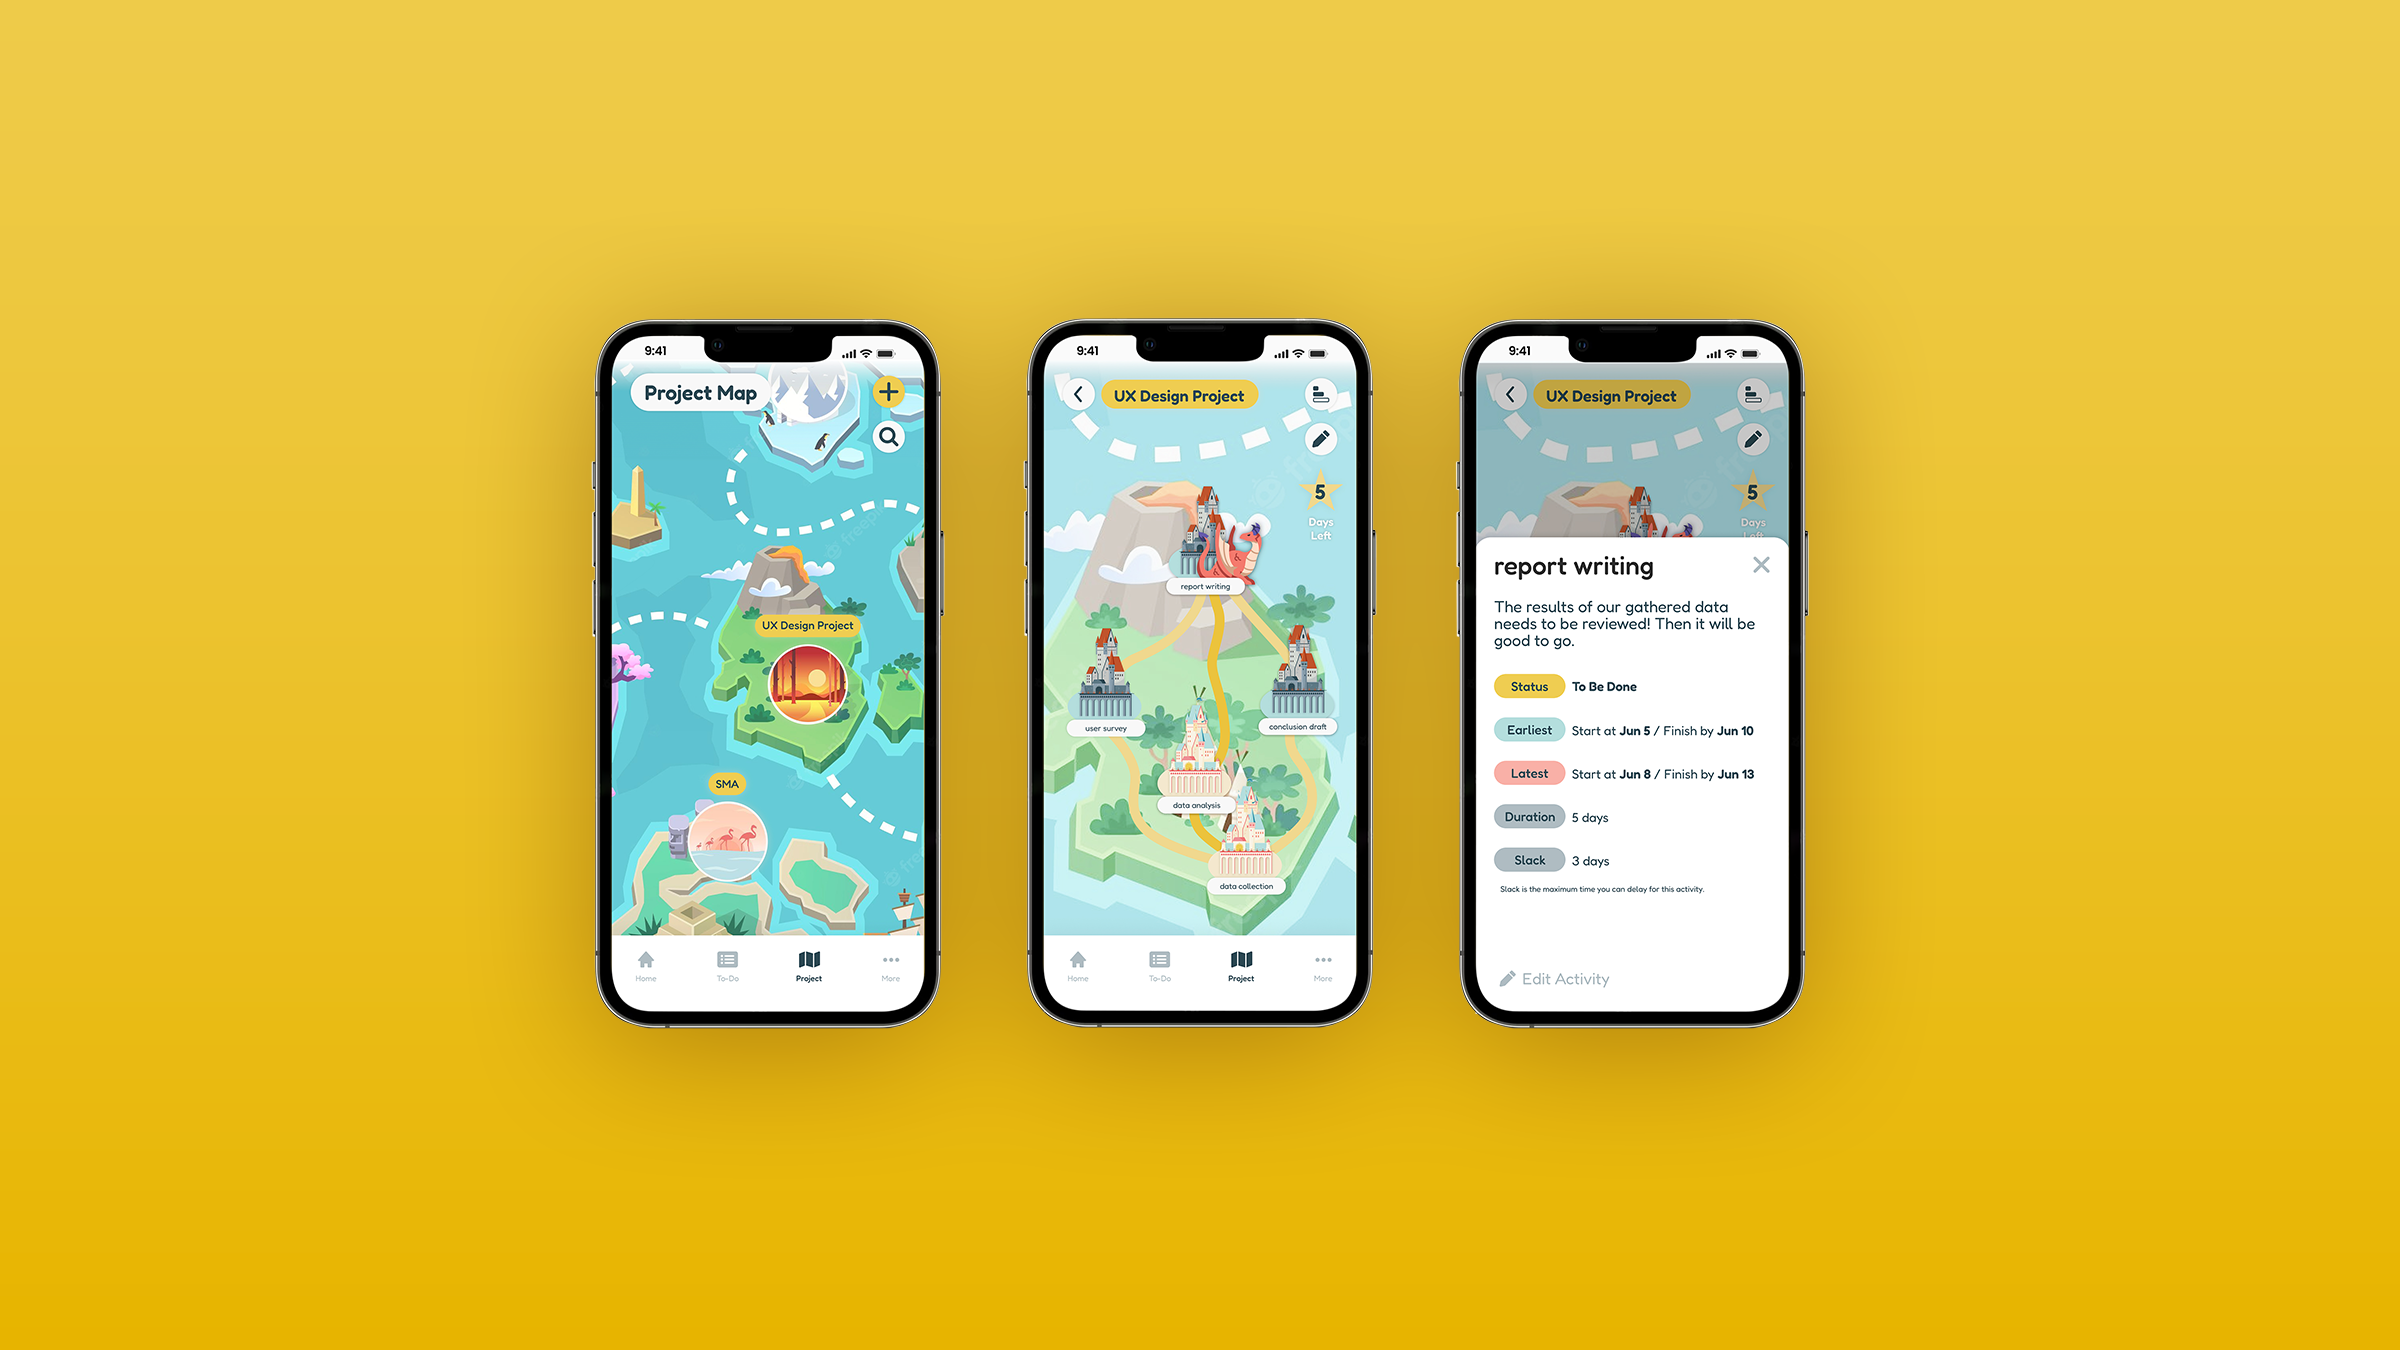 9:41
Project Map
UX Design Project
SMA
Home
To-Do
Project
More
9:41
UX Design Project
5
Days
Left
report writing
user survey
conclusion draft
data analysis
data collection
Home
To-Do
Project
More
9:41
UX Design Project
5
Days
Left
report writing
The results of our gathered data
needs to be reviewed! Then it will be
good to go.
Status To Be Done
Earliest Start at Jun 5 / Finish by Jun 10
Latest Start at Jun 8 / Finish by Jun 13
Duration 5 days
Slack 3 days
Slack is the maximum time you can delay for this activity.
Edit Activity